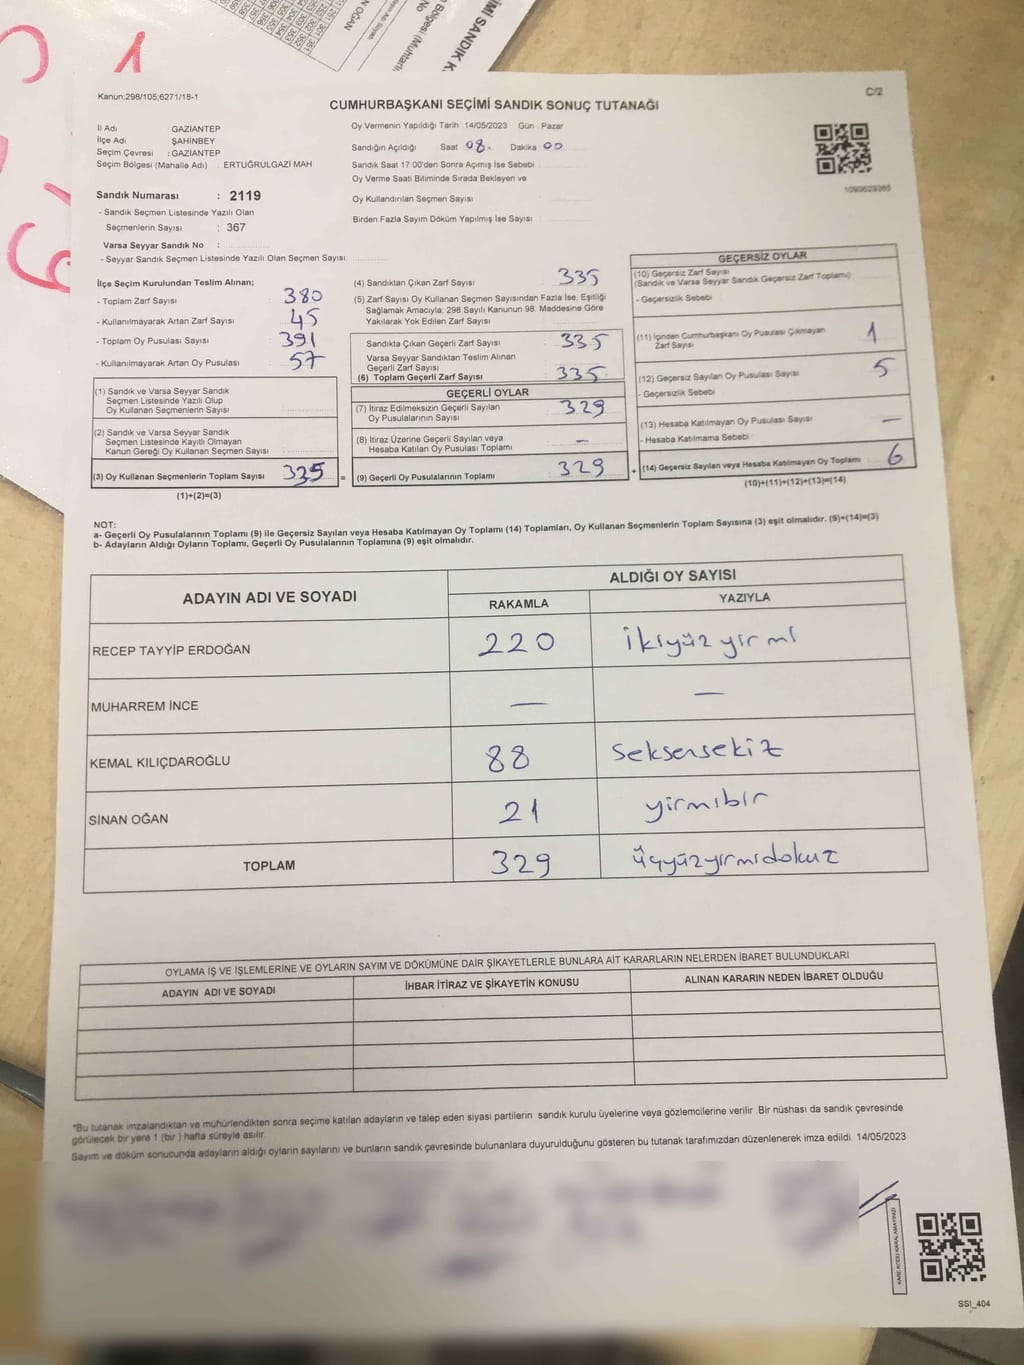 Kanun:298/105;6271/18-1
C/2
CUMHURBAŞKANI SEÇİMİ SANDIK SONUÇ TUTANAĞI
İl Adı : GAZİANTEP
İlçe Adı : ŞAHİNBEY
Seçim Çevresi : GAZİANTEP
Seçim Bölgesi (Mahalle Adı) : ERTUĞRULGAZİ MAH
Sandık Numarası : 2119
- Sandık Seçmen Listesinde Yazılı Olan
Seçmenlerin Sayısı : 367
Varsa Seyyar Sandık No :
- Seyyar Sandık Seçmen Listesinde Yazılı Olan Seçmen Sayısı:
Oy Vermenin Yapıldığı Tarih :14/05/2023 Gün : Pazar
Sandığın Açıldığı Saat 08 Dakika 00
Sandık Saat 17:00'den Sonra Açımış İse Sebebi
Oy Verme Saati Bitiminde Sırada Bekleyen ve
Oy Kullandırılan Seçmen Sayısı
Birden Fazla Sayım Döküm Yapılmış İse Sayısı
1093629365
İlçe Seçim Kurulundan Teslim Alınan;
- Toplam Zarf Sayısı : 380
- Kullanılmayarak Artan Zarf Sayısı : 45
- Toplam Oy Pusulası Sayısı : 391
- Kullanılmayarak Artan Oy Pusulası : 57
(1) Sandık ve Varsa Seyyar Sandık
Seçmen Listesinde Yazılı Olup
Oy Kullanan Seçmenlerin Sayısı :
(2) Sandık ve Varsa Seyyar Sandık
Seçmen Listesinde Kayıtlı Olmayan
Kanun Gereği Oy Kullanan Seçmen Sayısı :
(3) Oy Kullanan Seçmenlerin Toplam Sayısı : 335 =
(1)+(2)=(3)
(4) Sandıktan Çıkan Zarf Sayısı : 335
(5) Zarf Sayısı Oy Kullanan Seçmen Sayısından Fazla İse, Eşitliği
Sağlamak Amacıyla; 298 Sayılı Kanunun 98. Maddesine Göre
Yakılarak Yok Edilen Zarf Sayısı :
Sandıkta Çıkan Geçerli Zarf Sayısı : 335
Varsa Seyyar Sandıktan Teslim Alınan
Geçerli Zarf Sayısı :
(6) Toplam Geçerli Zarf Sayısı : 335
GEÇERLİ OYLAR
(7) İtiraz Edilmeksizin Geçerli Sayılan
Oy Pusulalarının Sayısı : 329
(8) İtiraz Üzerine Geçerli Sayılan veya
Hesaba Katılan Oy Pusulası Toplamı : —
(9) Geçerli Oy Pusulalarının Toplamı : 329 +
GEÇERSİZ OYLAR
(10) Geçersiz Zarf Sayısı
(Sandık ve Varsa Seyyar Sandık Geçersiz Zarf Toplamı)
- Geçersizlik Sebebi
(11) İçinden Cumhurbaşkanı Oy Pusulası Çıkmayan
Zarf Sayısı : 1
(12) Geçersiz Sayılan Oy Pusulası Sayısı : 5
- Geçersizlik Sebebi
(13) Hesaba Katılmayan Oy Pusulası Sayısı : —
- Hesaba Katılmama Sebebi
(14) Geçersiz Sayılan veya Hesaba Katılmayan Oy Toplamı : 6
(10)+(11)+(12)+(13)=(14)
NOT:
a- Geçerli Oy Pusulalarının Toplamı (9) ile Geçersiz Sayılan veya Hesaba Katılmayan Oy Toplamı (14) Toplamları, Oy Kullanan Seçmenlerin Toplam Sayısına (3) eşit olmalıdır. (9)+(14)=(3)
b- Adayların Aldığı Oyların Toplamı, Geçerli Oy Pusulalarının Toplamına (9) eşit olmalıdır.
ADAYIN ADI VE SOYADI ALDIĞI OY SAYISI
RAKAMLA YAZIYLA
RECEP TAYYİP ERDOĞAN 220 ikiyüz yirmi
MUHARREM İNCE — —
KEMAL KILIÇDAROĞLU 88 Seksensekiz
SİNAN OĞAN 21 yirmibir
TOPLAM 329 üçyüzyirmidokuz
OYLAMA İŞ VE İŞLEMLERİNE VE OYLARIN SAYIM VE DÖKÜMÜNE DAİR ŞİKAYETLERLE BUNLARA AİT KARARLARIN NELERDEN İBARET BULUNDUKLARI
ADAYIN ADI VE SOYADI İHBAR İTİRAZ VE ŞİKAYETİN KONUSU ALINAN KARARIN NEDEN İBARET OLDUĞU
*Bu tutanak imzalandıktan ve mühürlendikten sonra seçime katılan adayların ve talep eden siyasi partilerin sandık kurulu üyelerine veya gözlemcilerine verilir .Bir nüshası da sandık çevresinde
görülecek bir yere 1 (bir ) hafta süreyle asılır.
Sayım ve döküm sonucunda adayların aldığı oyların sayılarını ve bunların sandık çevresinde bulunanlara duyurulduğunu gösteren bu tutanak tarafımızdan düzenlenerek imza edildi. 14/05/2023
KARE KODU KARALAMAYINIZ!
SSİ_404